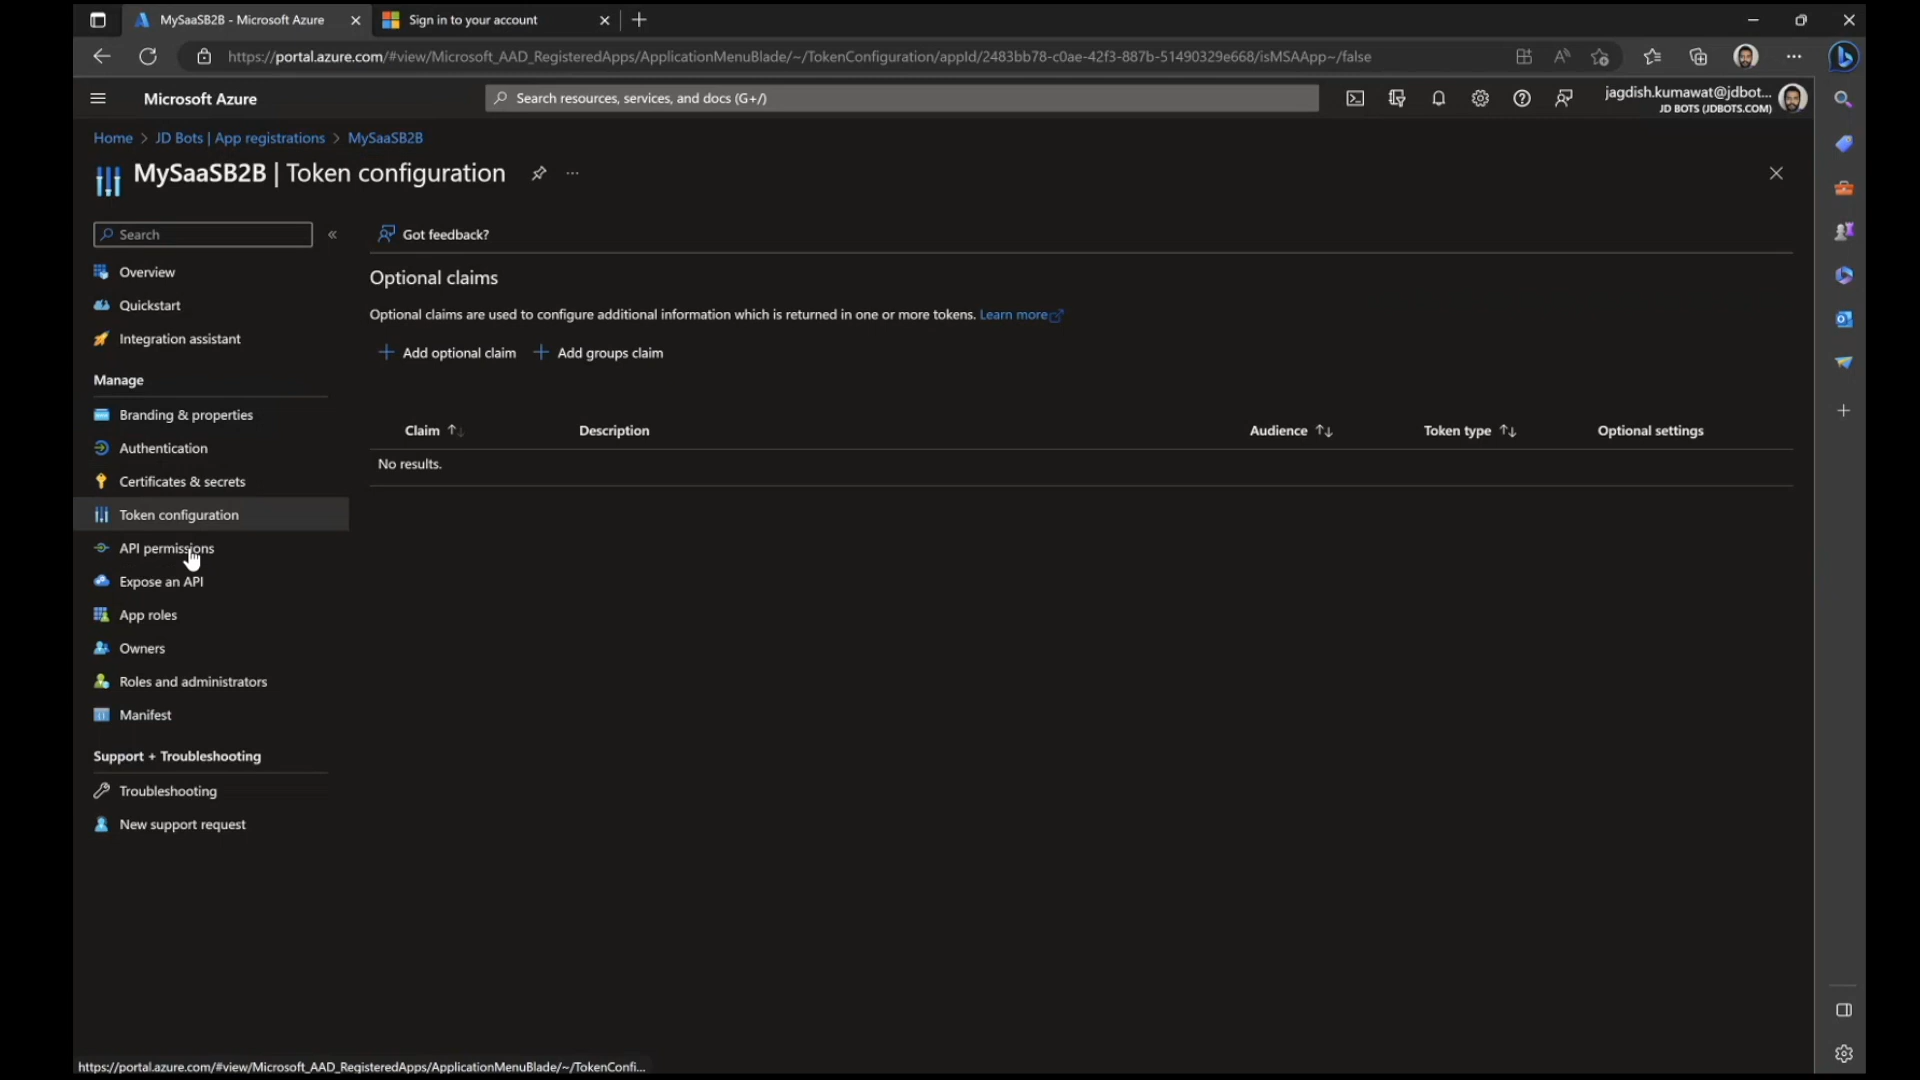 MySaaSB2B - Microsoft Azure
Sign in to your account
https://portal.azure.com/#view/Microsoft_AAD_RegisteredApps/ApplicationMenuBlade/~/TokenConfiguration/appId/2483bb78-c0ae-42f3-887b-51490329e668/isMSAApp~/false
Microsoft Azure
Search resources, services, and docs (G+/)
jagdish.kumawat@jdbot...
JD BOTS (JDBOTS.COM)
Home > JD Bots | App registrations > MySaaSB2B
MySaaSB2B | Token configuration
Search
Got feedback?
Overview
Quickstart
Integration assistant
Manage
Branding & properties
Authentication
Certificates & secrets
Token configuration
API permissions
Expose an API
App roles
Owners
Roles and administrators
Manifest
Support + Troubleshooting
Troubleshooting
New support request
Optional claims
Optional claims are used to configure additional information which is returned in one or more tokens. Learn more
Add optional claim
Add groups claim
Claim
Description
Audience
Token type
Optional settings
No results.
https://portal.azure.com/#view/Microsoft_AAD_RegisteredApps/ApplicationMenuBlade/~/TokenConfi...